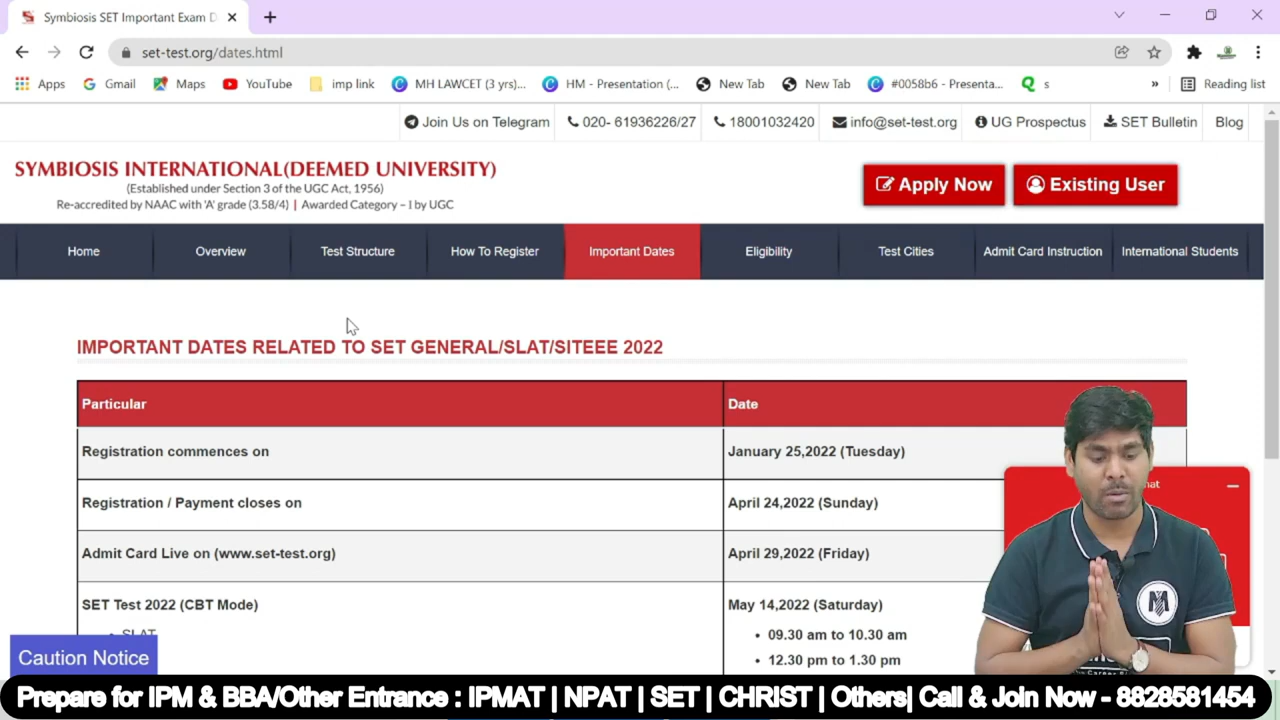 Symbiosis SET Important Exam D
set-test.org/dates.html
Apps Gmail Maps YouTube imp link MH LAWCET (3 yrs)... HM - Presentation (... New Tab New Tab #0058b6 - Presenta... s » Reading list
Join Us on Telegram 020- 61936226/27 18001032420 info@set-test.org UG Prospectus SET Bulletin Blog
SYMBIOSIS INTERNATIONAL(DEEMED UNIVERSITY)
(Established under Section 3 of the UGC Act, 1956)
Re-accredited by NAAC with 'A' grade (3.58/4) | Awarded Category – I by UGC
Apply Now Existing User
Home Overview Test Structure How To Register Important Dates Eligibility Test Cities Admit Card Instruction International Students
IMPORTANT DATES RELATED TO SET GENERAL/SLAT/SITEEE 2022
Particular Date
Registration commences on January 25,2022 (Tuesday)
Registration / Payment closes on April 24,2022 (Sunday)
Admit Card Live on (www.set-test.org) April 29,2022 (Friday)
SET Test 2022 (CBT Mode) May 14,2022 (Saturday)
• SLAT • 09.30 am to 10.30 am
• 12.30 pm to 1.30 pm
Caution Notice
Prepare for IPM & BBA/Other Entrance : IPMAT | NPAT | SET | CHRIST | Others| Call & Join Now - 8828581454